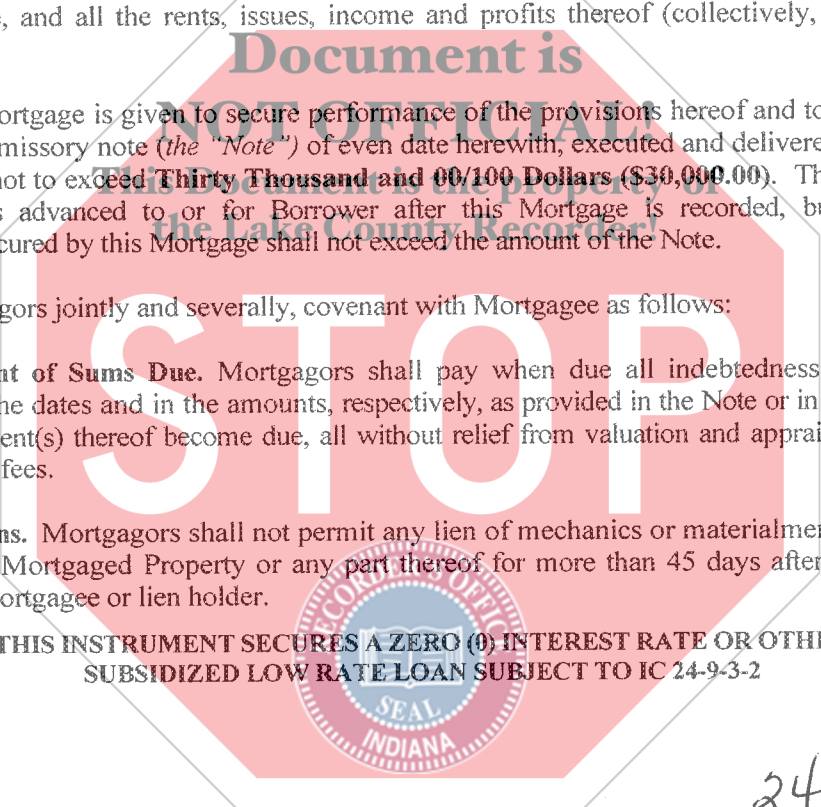 , and all the rents, issues, income and profits thereof (collectively,
Document is
NOT OFFICIAL!
ortgage is given to secure performance of the provisions hereof and to
missory note (the "Note") of even date herewith, executed and delivere
not to exceed Thirty Thousand and 00/100 Dollars ($30,000.00). Th
This Document is the property of
s advanced to or for Borrower after this Mortgage is recorded, bu
the Lake County Recorder!
cured by this Mortgage shall not exceed the amount of the Note.
gors jointly and severally, covenant with Mortgagee as follows:
STOP
nt of Sums Due. Mortgagors shall pay when due all indebtedness
he dates and in the amounts, respectively, as provided in the Note or in
ent(s) thereof become due, all without relief from valuation and apprai
fees.
ns. Mortgagors shall not permit any lien of mechanics or materialme
Mortgaged Property or any part thereof for more than 45 days after
ortgagee or lien holder.
RECORDER'S OFFICE
THIS INSTRUMENT SECURES A ZERO (0) INTEREST RATE OR OTHE
SUBSIDIZED LOW RATE LOAN SUBJECT TO IC 24-9-3-2
SEAL
INDIANA
24